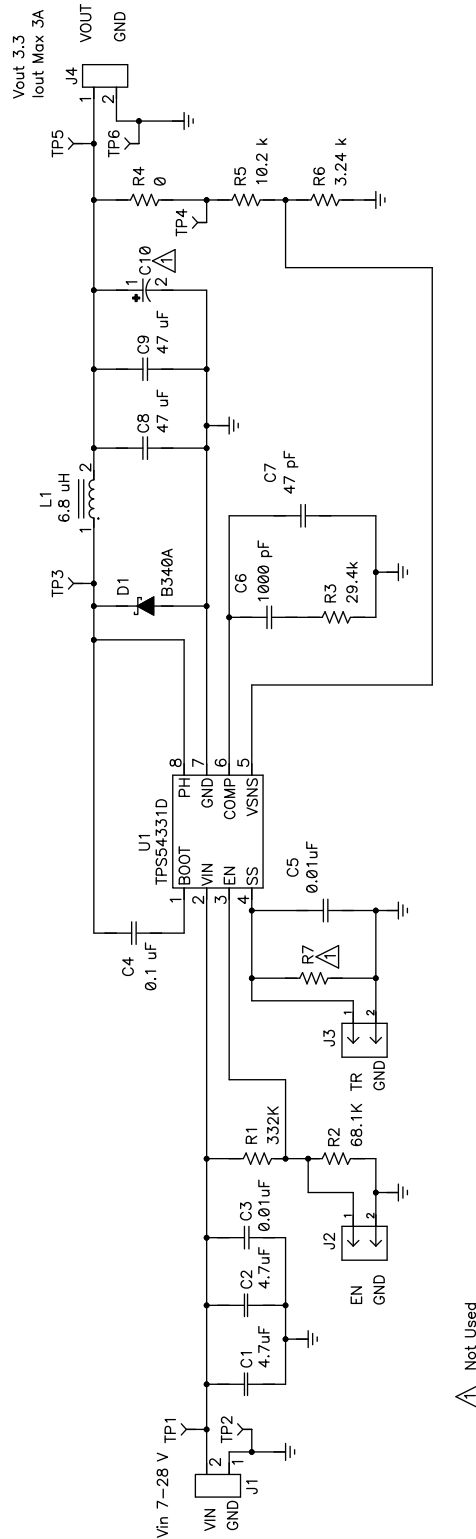 Vin 7-28 V
VIN
GND
2
1
J1
TP1
TP2
C1
4.7uF
C2
4.7uF
C3
0.01uF
R1
332K
R2
68.1K
EN
GND
J2
1
2
TR
GND
J3
1
2
R7
1
C5
0.01uF
C4
0.1 uF
U1
TPS54331D
1
BOOT
2
VIN
3
EN
4
SS
8
PH
7
GND
6
COMP
5
VSNS
D1
B340A
TP3
L1
6.8 uH
1
2
C6
1000 pF
R3
29.4k
C7
47 pF
C8
47 uF
C9
47 uF
C10
+
1
2
1
R4
0
TP4
R5
10.2 k
R6
3.24 k
TP5
TP6
Vout 3.3
Iout Max 3A
J4
1
2
VOUT
GND
1 Not Used